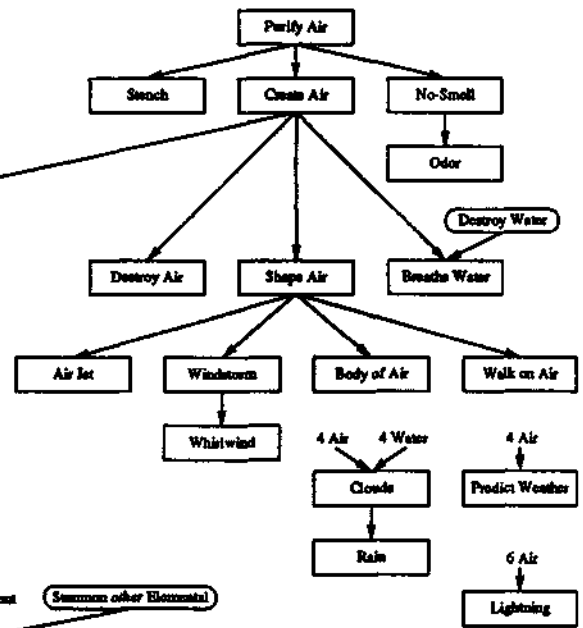 Purify Air
Stench
Create Air
No-Smell
Odor
Destroy Water
Destroy Air
Shape Air
Breathe Water
Air Jet
Windstorm
Body of Air
Walk on Air
Whirlwind
4 Air
4 Water
4 Air
Clouds
Predict Weather
Rain
6 Air
Summon other Elemental
Lightning